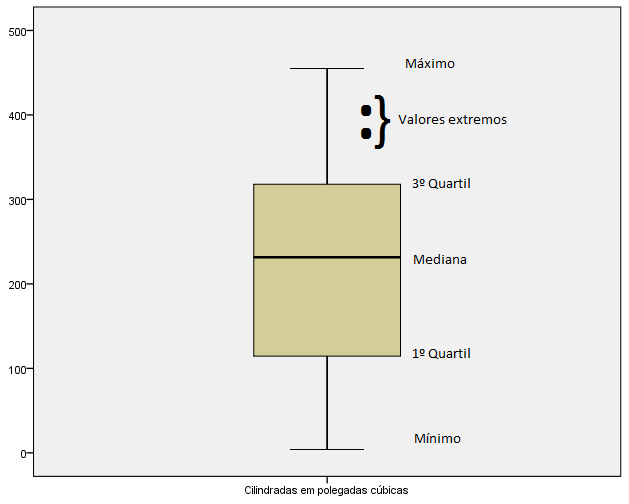 500
Máximo
400
Valores extremos
300
3º Quartil
Mediana
200
1º Quartil
100
Mínimo
0
Cilindradas em polegadas cúbicas